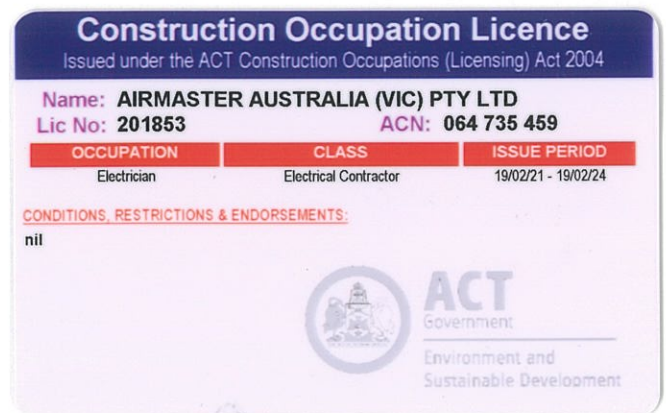 Construction Occupation Licence
Issued under the ACT Construction Occupations (Licensing) Act 2004
Name: AIRMASTER AUSTRALIA (VIC) PTY LTD
Lic No: 201853 ACN: 064 735 459
OCCUPATION CLASS ISSUE PERIOD
Electrician Electrical Contractor 19/02/21 - 19/02/24
CONDITIONS, RESTRICTIONS & ENDORSEMENTS:
nil
ACT
Government
Environment and
Sustainable Development